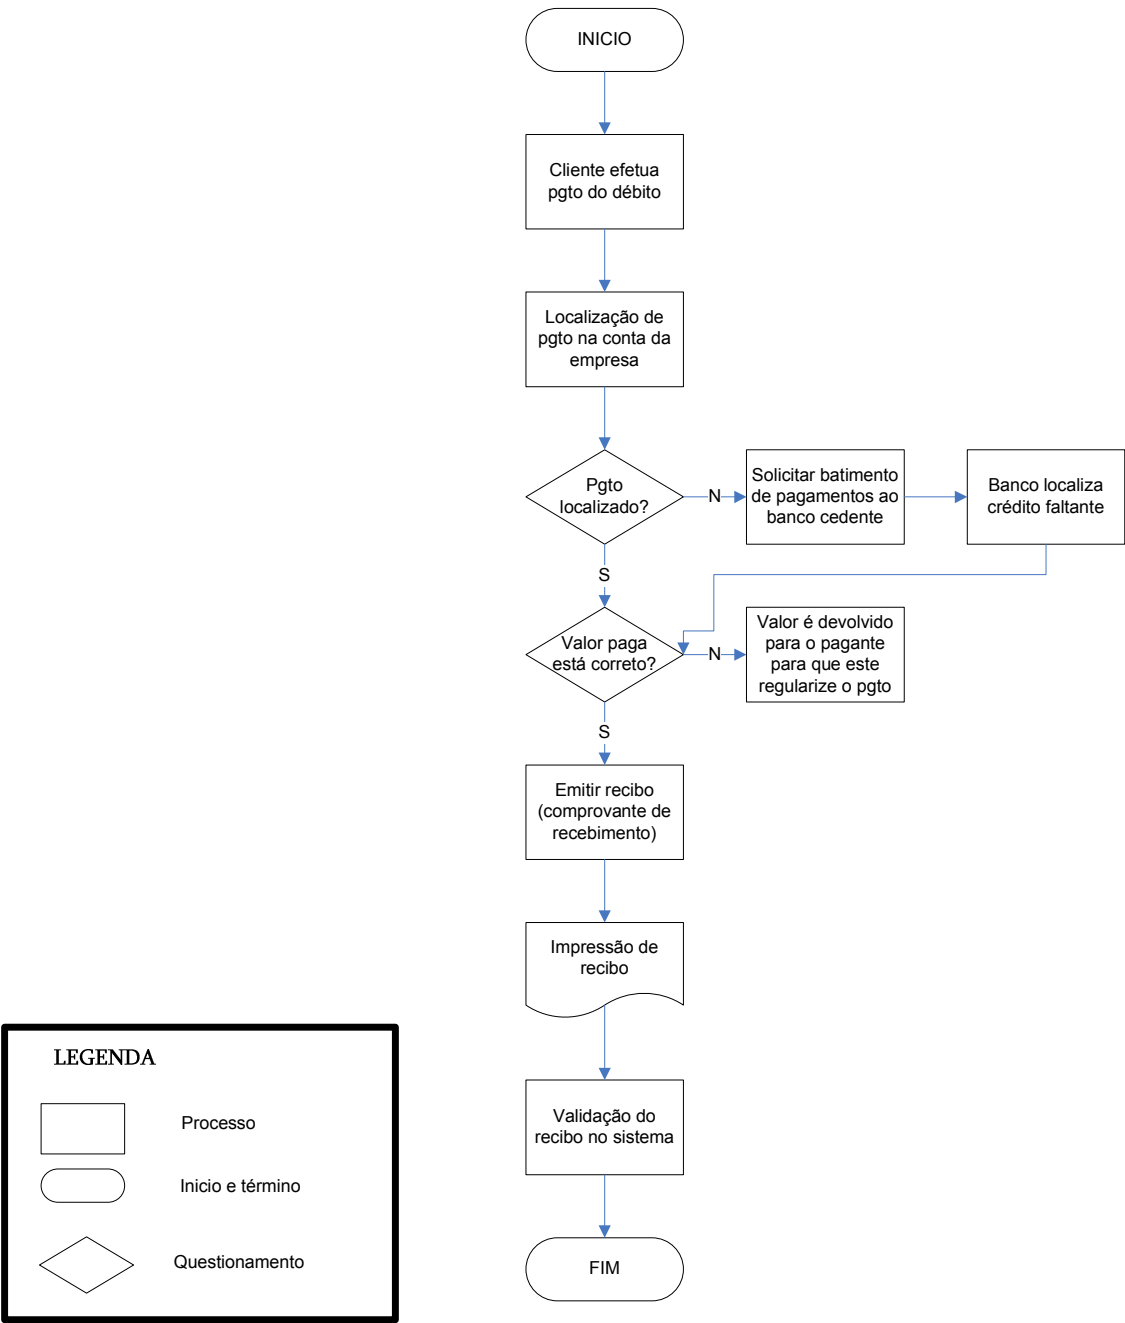 INICIO
Cliente efetua
pgto do débito
Localização de
pgto na conta da
empresa
Pgto
localizado?
N
Solicitar batimento
de pagamentos ao
banco cedente
Banco localiza
crédito faltante
S
Valor paga
está correto?
N
Valor é devolvido
para o pagante
para que este
regularize o pgto
S
Emitir recibo
(comprovante de
recebimento)
Impressão de
recibo
Validação do
recibo no sistema
FIM
LEGENDA
Processo
Inicio e término
Questionamento